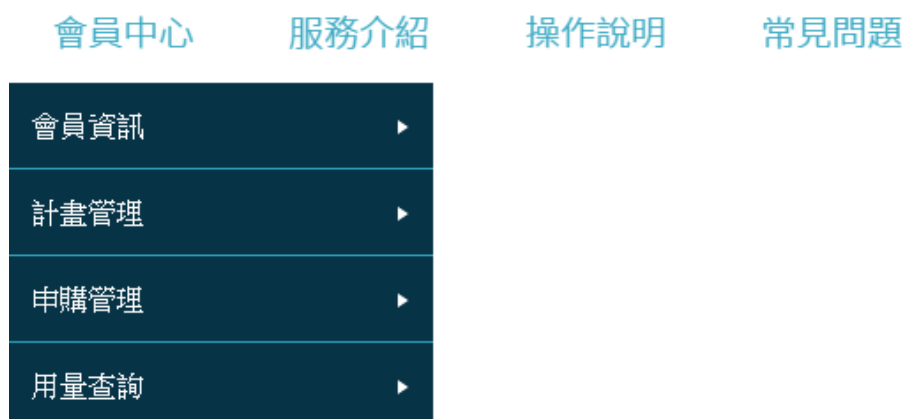 會員中心 服務介紹 操作說明 常見問題
會員資訊
計畫管理
申購管理
用量查詢